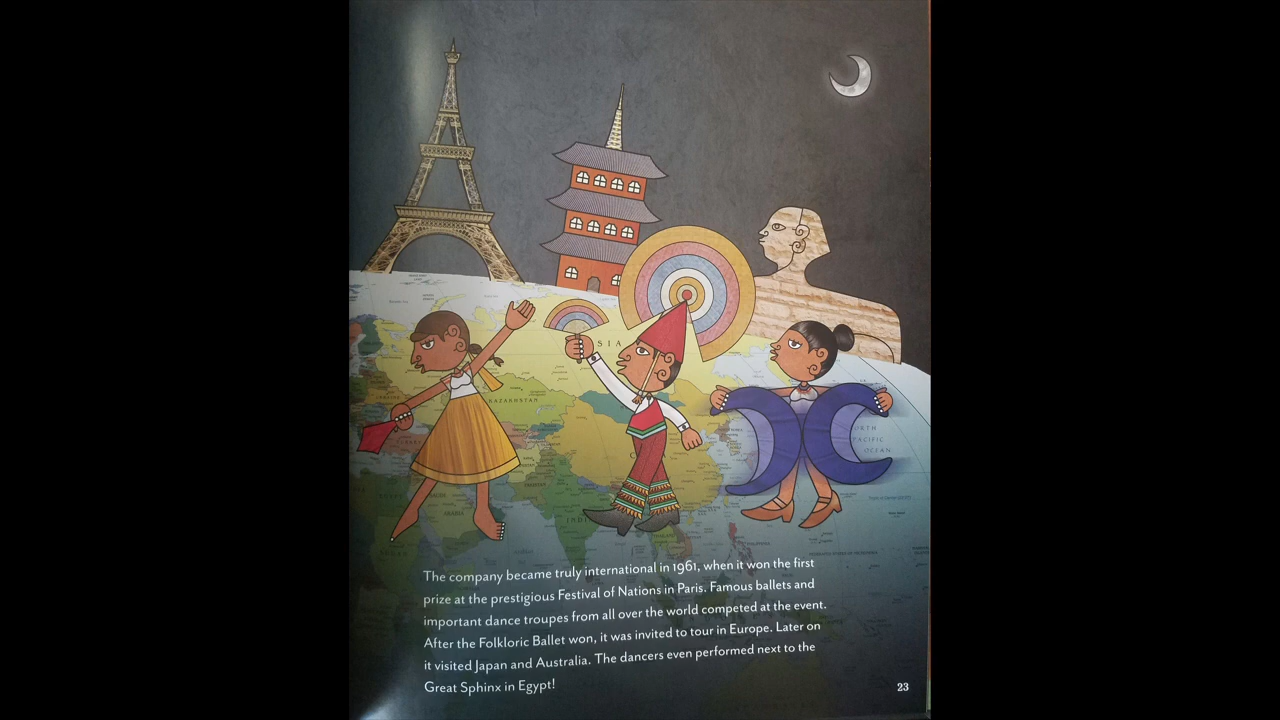 SIA
KAZAKHSTAN
NORTH
PACIFIC
OCEAN
INDI
The company became truly international in 1961, when it won the first
prize at the prestigious Festival of Nations in Paris. Famous ballets and
important dance troupes from all over the world competed at the event.
After the Folkloric Ballet won, it was invited to tour in Europe. Later on
it visited Japan and Australia. The dancers even performed next to the
Great Sphinx in Egypt!
23